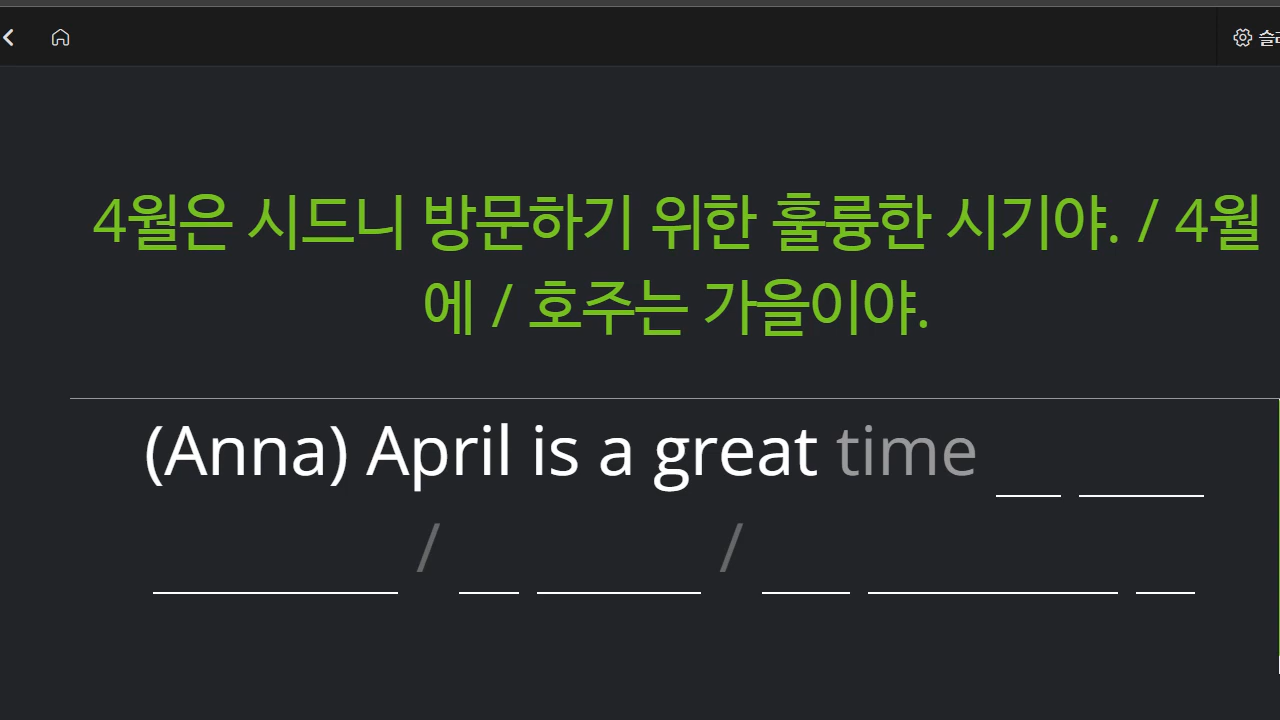 4월은 시드니 방문하기 위한 훌륭한 시기야. / 4월
에 / 호주는 가을이야.
(Anna) April is a great time
/ /